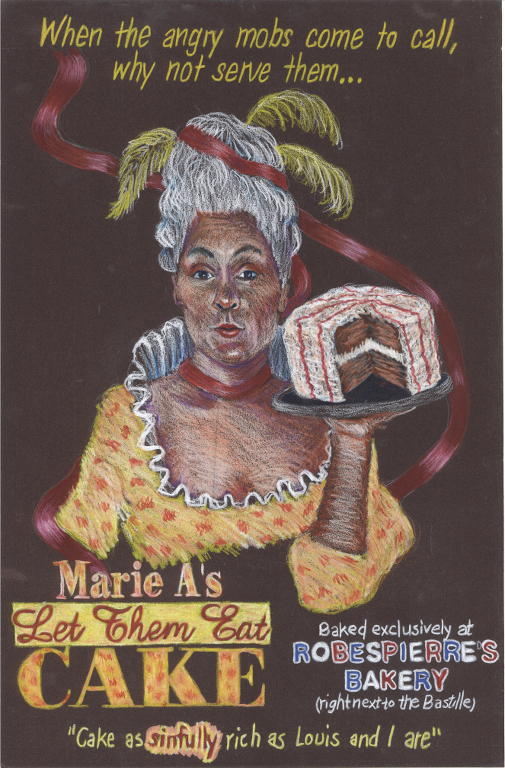 When the angry mobs come to call,
why not serve them...
Marie A's
Let Them Eat
CAKE
Baked exclusively at
ROBESPIERRE'S
BAKERY
(right next to the Bastille)
"Cake as sinfully rich as Louis and I are"